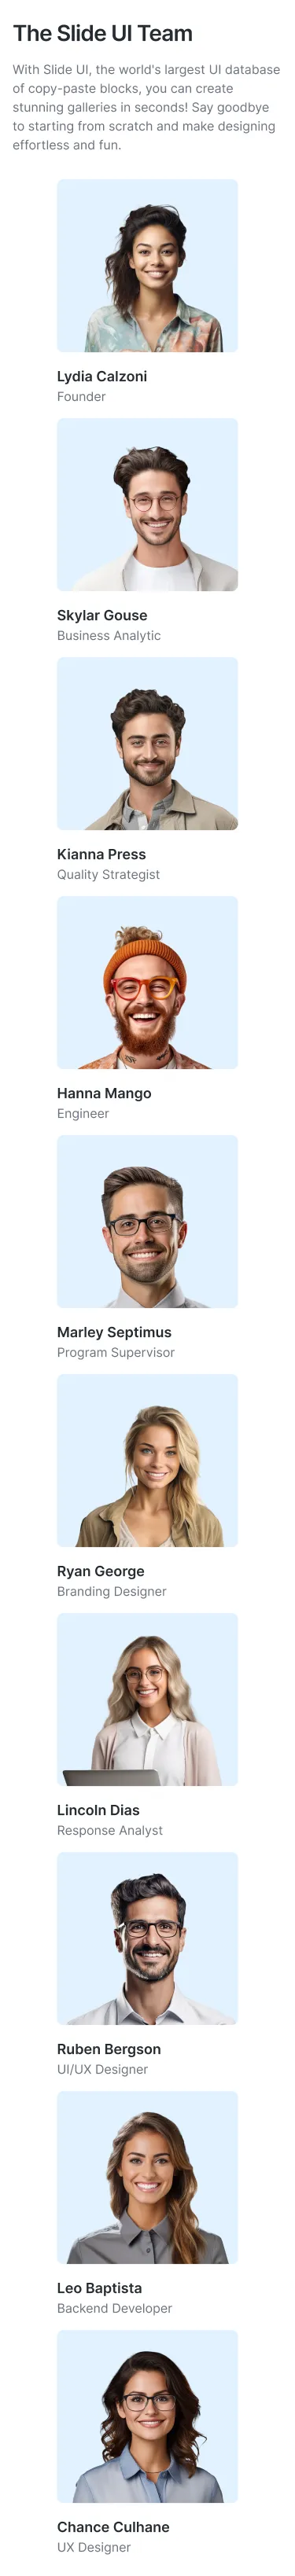 The Slide UI Team
With Slide UI, the world's largest UI database
of copy-paste blocks, you can create
stunning galleries in seconds! Say goodbye
to starting from scratch and make designing
effortless and fun.
Lydia Calzoni
Founder
Skylar Gouse
Business Analytic
Kianna Press
Quality Strategist
Hanna Mango
Engineer
Marley Septimus
Program Supervisor
Ryan George
Branding Designer
Lincoln Dias
Response Analyst
Ruben Bergson
UI/UX Designer
Leo Baptista
Backend Developer
Chance Culhane
UX Designer